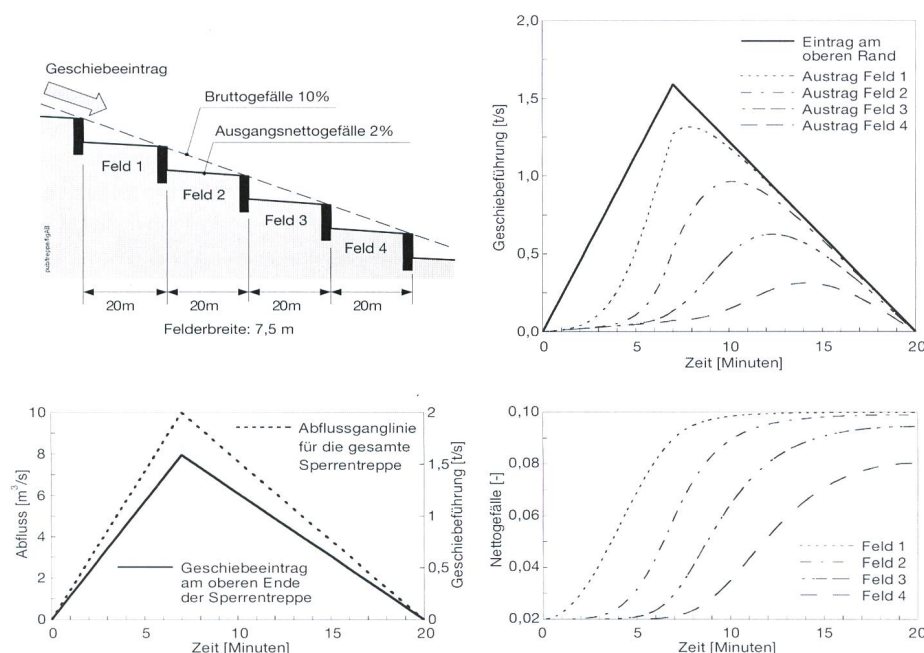 Geschiebeeintrag
Bruttogefälle 10%
Ausgangsnettogefälle 2%
Feld 1
Feld 2
Feld 3
Feld 4
20m 20m 20m 20m
Felderbreite: 7,5 m
Geschiebeführung [t/s]
2,0
1,5
1,0
0,5
0,0
0 5 10 15 20
Zeit [Minuten]
Eintrag am
oberen Rand
Austrag Feld 1
Austrag Feld 2
Austrag Feld 3
Austrag Feld 4
Abfluss [m³/s]
10
8
6
4
2
0
0 5 10 15 20
Zeit [Minuten]
Abflussganglinie
für die gesamte
Sperrentreppe
Geschiebeeintrag
am oberen Ende
der Sperrentreppe
2
1,5
1
0,5
0
Geschiebeführung [t/s]
Nettogefälle [-]
0,10
0,08
0,06
0,04
0,02
0 5 10 15 20
Zeit [Minuten]
Feld 1
Feld 2
Feld 3
Feld 4